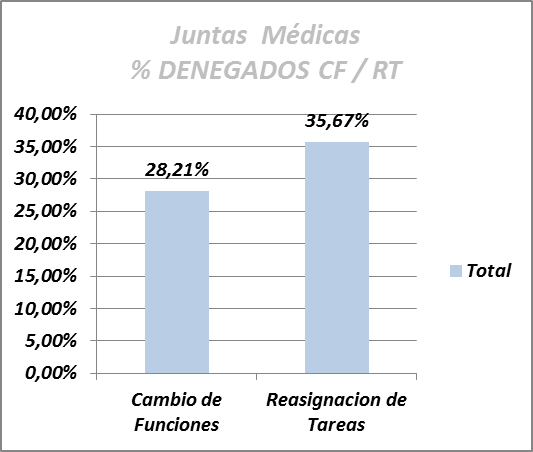 Juntas Médicas
% DENEGADOS CF / RT
40,00%
35,00%
30,00%
25,00%
20,00%
15,00%
10,00%
5,00%
0,00%
28,21%
35,67%
Cambio de
Funciones
Reasignacion de
Tareas
Total